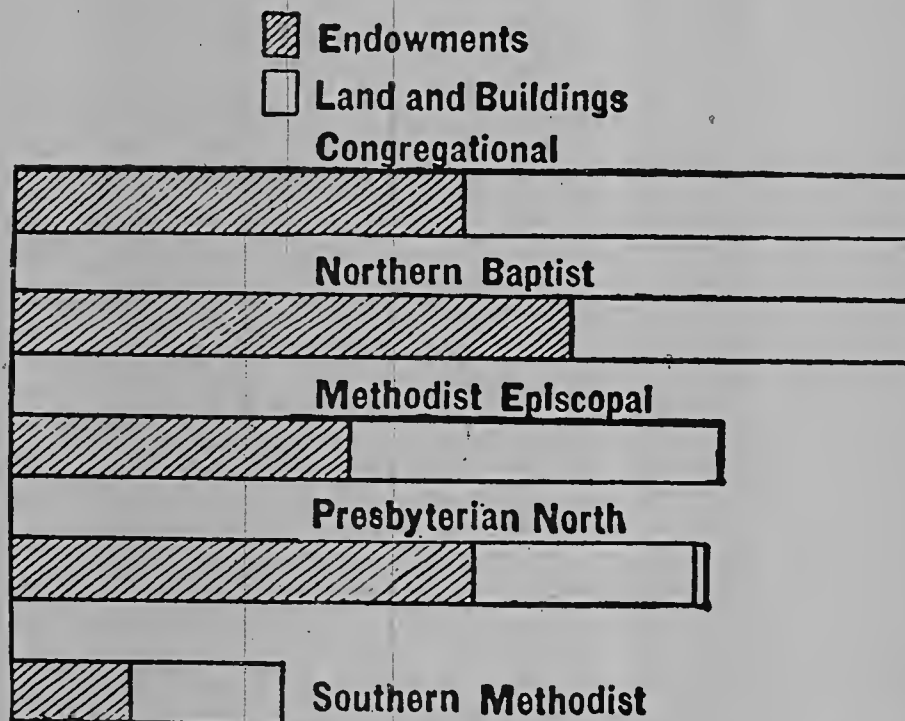 Endowments
Land and Buildings
Congregational
Northern Baptist
Methodist Episcopal
Presbyterian North
Southern Methodist